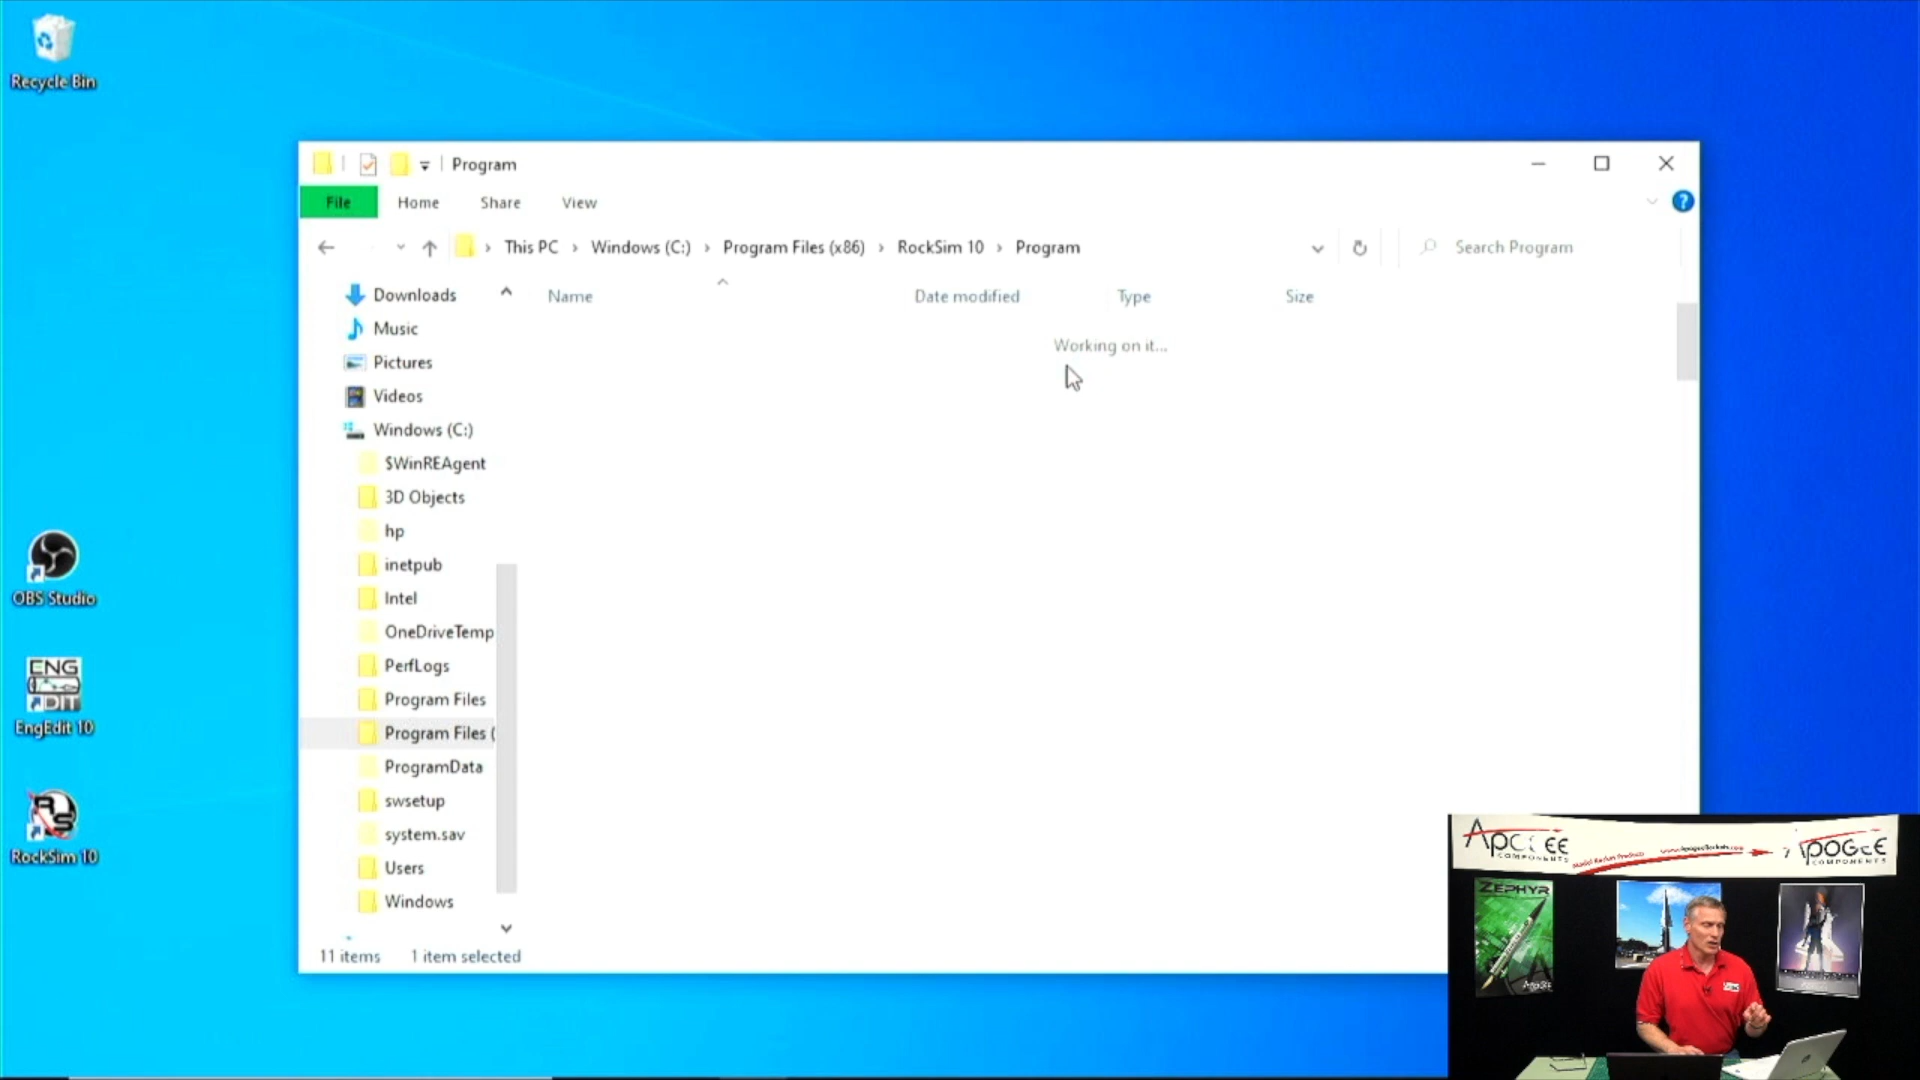 Recycle Bin
Program
File
Home
Share
View
This PC
Windows (C:)
Program Files (x86)
RockSim 10
Program
Search Program
Name
Date modified
Type
Size
Working on it...
Downloads
Music
Pictures
Videos
Windows (C:)
$WinREAgent
3D Objects
hp
inetpub
Intel
OneDriveTemp
PerfLogs
Program Files
Program Files (
ProgramData
swsetup
system.sav
Users
Windows
11 items
1 item selected
OBS Studio
ENG
EDIT
EngEdit 10
RS
RockSim 10
COMPONENTS
COMPONENTS
ZEPHYR